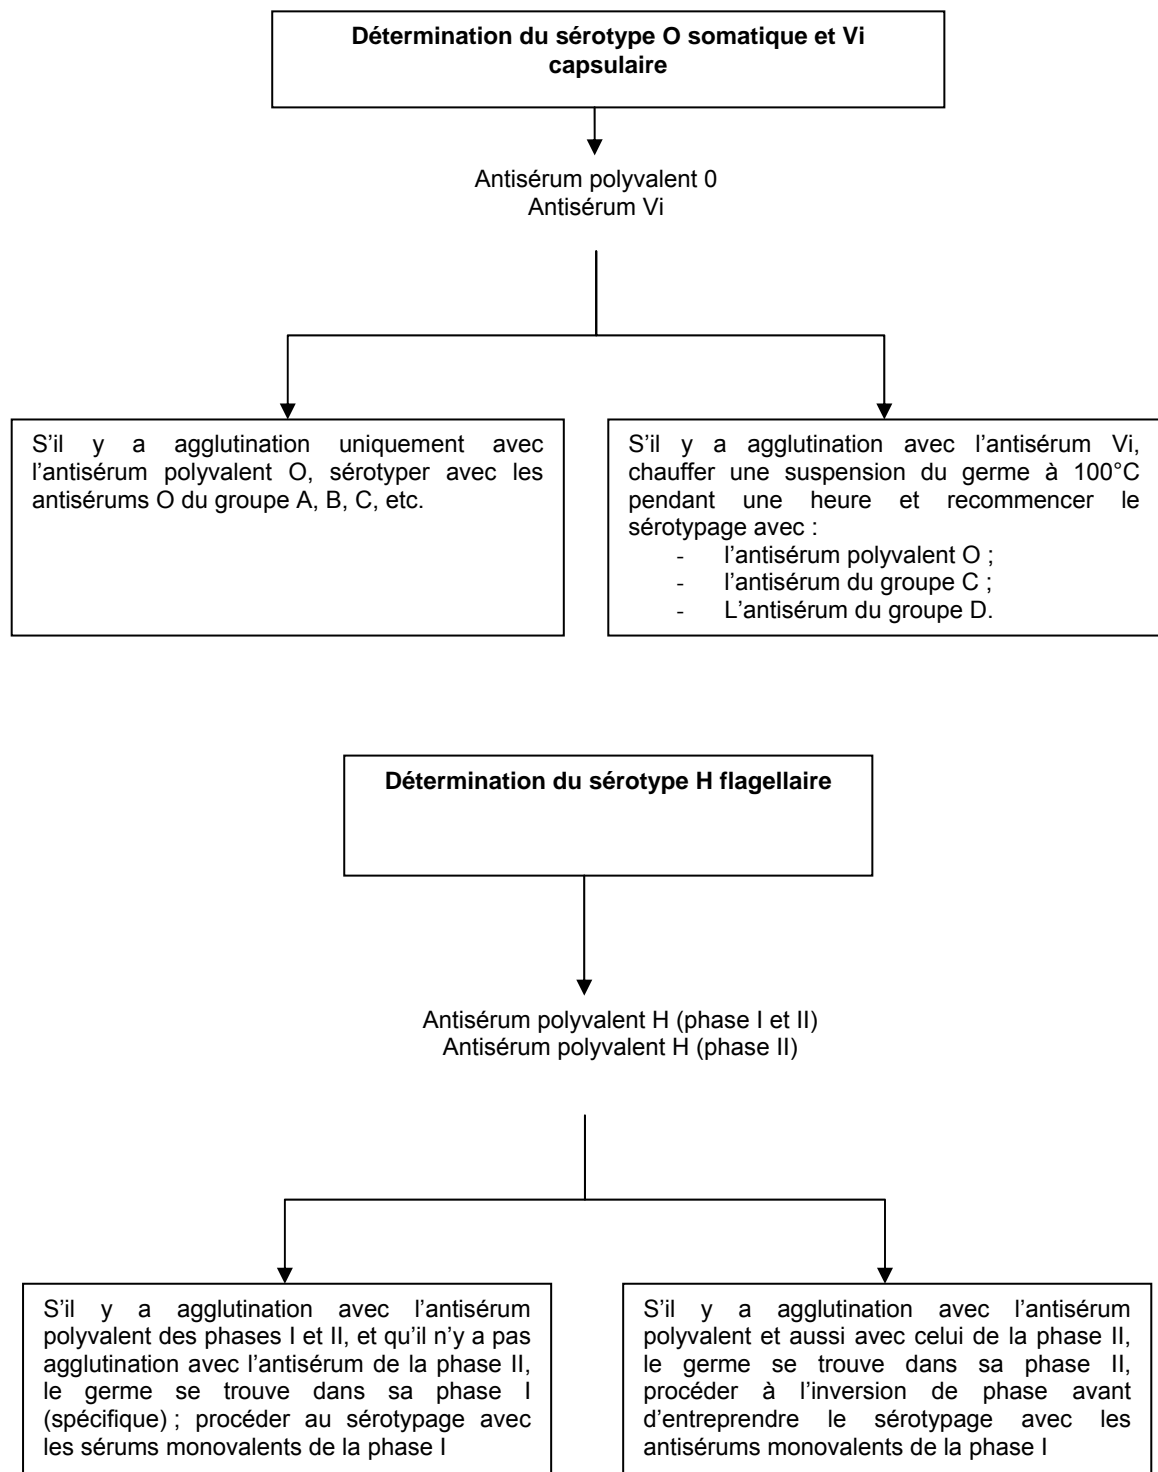 Détermination du sérotype O somatique et Vi
capsulaire
Antisérum polyvalent 0
Antisérum Vi
S’il y a agglutination uniquement avec
l’antisérum polyvalent O, sérotyper avec les
antisérums O du groupe A, B, C, etc.
S’il y a agglutination avec l’antisérum Vi,
chauffer une suspension du germe à 100°C
pendant une heure et recommencer le
sérotypage avec :
- l’antisérum polyvalent O ;
- l’antisérum du groupe C ;
- L’antisérum du groupe D.
Détermination du sérotype H flagellaire
Antisérum polyvalent H (phase I et II)
Antisérum polyvalent H (phase II)
S’il y a agglutination avec l’antisérum
polyvalent des phases I et II, et qu’il n’y a pas
agglutination avec l’antisérum de la phase II,
le germe se trouve dans sa phase I
(spécifique) ; procéder au sérotypage avec
les sérums monovalents de la phase I
S’il y a agglutination avec l’antisérum
polyvalent et aussi avec celui de la phase II,
le germe se trouve dans sa phase II,
procéder à l’inversion de phase avant
d’entreprendre le sérotypage avec les
antisérums monovalents de la phase I